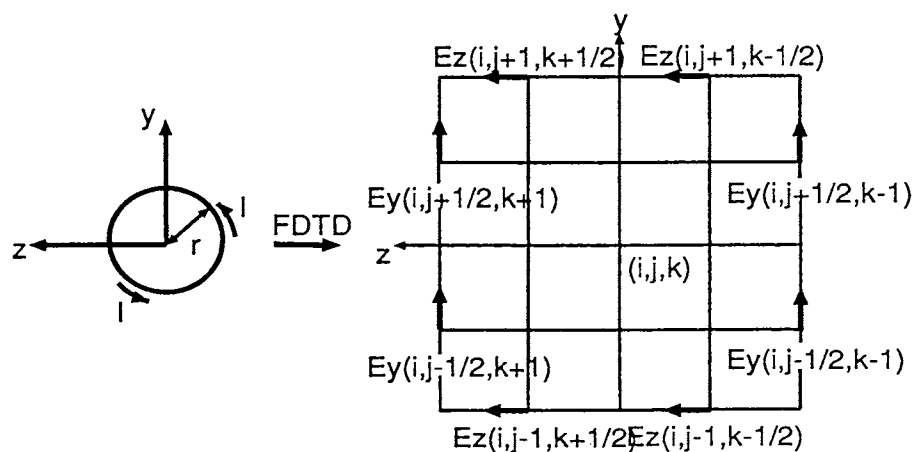 y
z
r
I
I
FDTD
y
Ez(i,j+1,k+1/2)
Ez(i,j+1,k-1/2)
Ey(i,j+1/2,k+1)
Ey(i,j+1/2,k-1)
z
(i,j,k)
Ey(i,j-1/2,k+1)
Ey(i,j-1/2,k-1)
Ez(i,j-1,k+1/2)
Ez(i,j-1,k-1/2)